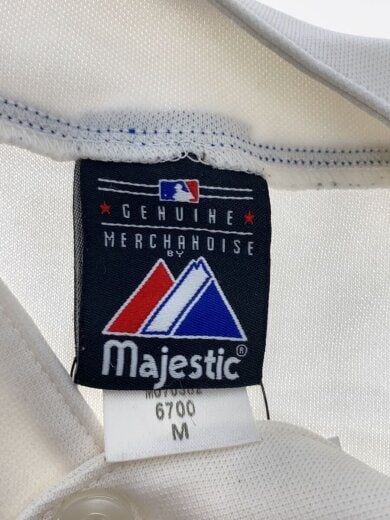 ★ GENUINE ★
MERCHANDISE
BY
Majestic®
6700
M